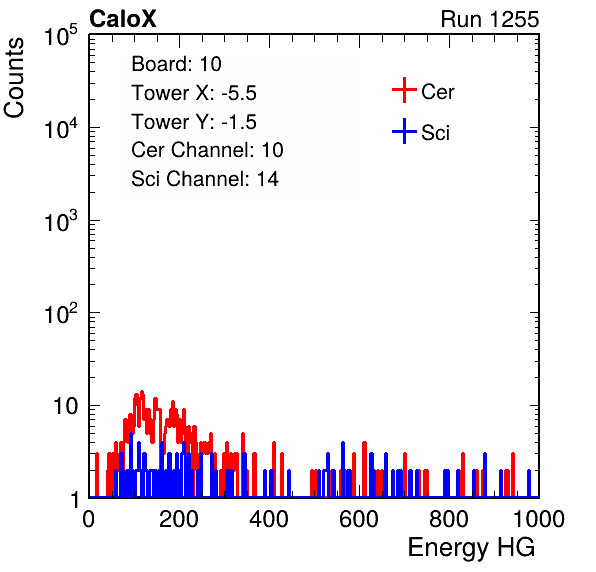 CaloX Run 1255
Counts
Board: 10
Tower X: -5.5
Tower Y: -1.5
Cer Channel: 10
Sci Channel: 14
Cer
Sci
10^5
10^4
10^3
10^2
10
1
0 200 400 600 800 1000
Energy HG